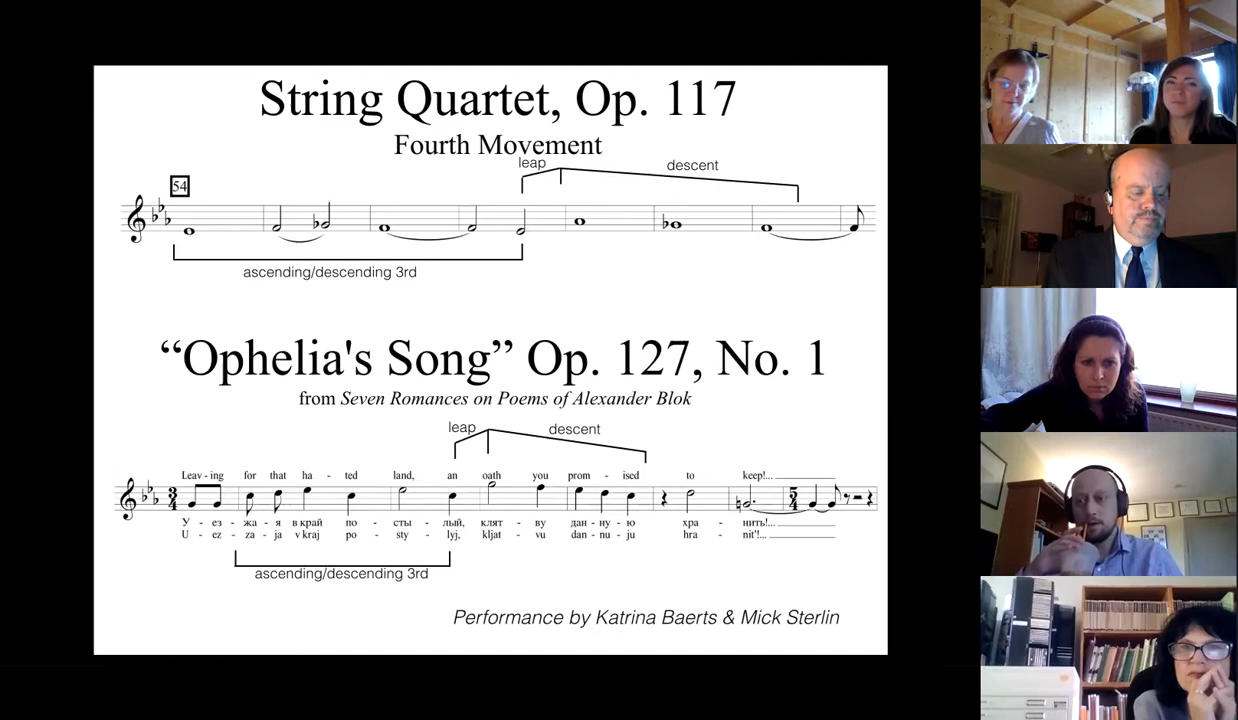 String Quartet, Op. 117
Fourth Movement
leap
descent
54
ascending/descending 3rd
“Ophelia's Song” Op. 127, No. 1
from Seven Romances on Poems of Alexander Blok
leap
descent
Leav - ing for that ha - ted land, an oath you prom - ised to keep!...
3 4
5 4
У - ез - жа - я в край по - сты - лый, клят - ву дан - ну - ю хра - нить!...
U - ez - za - ja v kraj po - sty - lyj, kljat - vu dan - nu - ju hra - nit'!...
ascending/descending 3rd
Performance by Katrina Baerts & Mick Sterlin